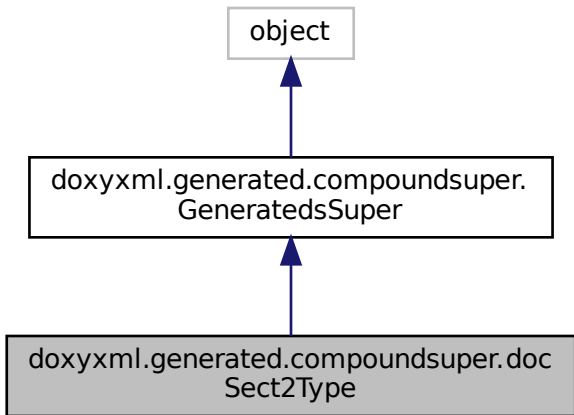 object
doxyxml.generated.compoundsuper.
GeneratedsSuper
doxyxml.generated.compoundsuper.doc
Sect2Type